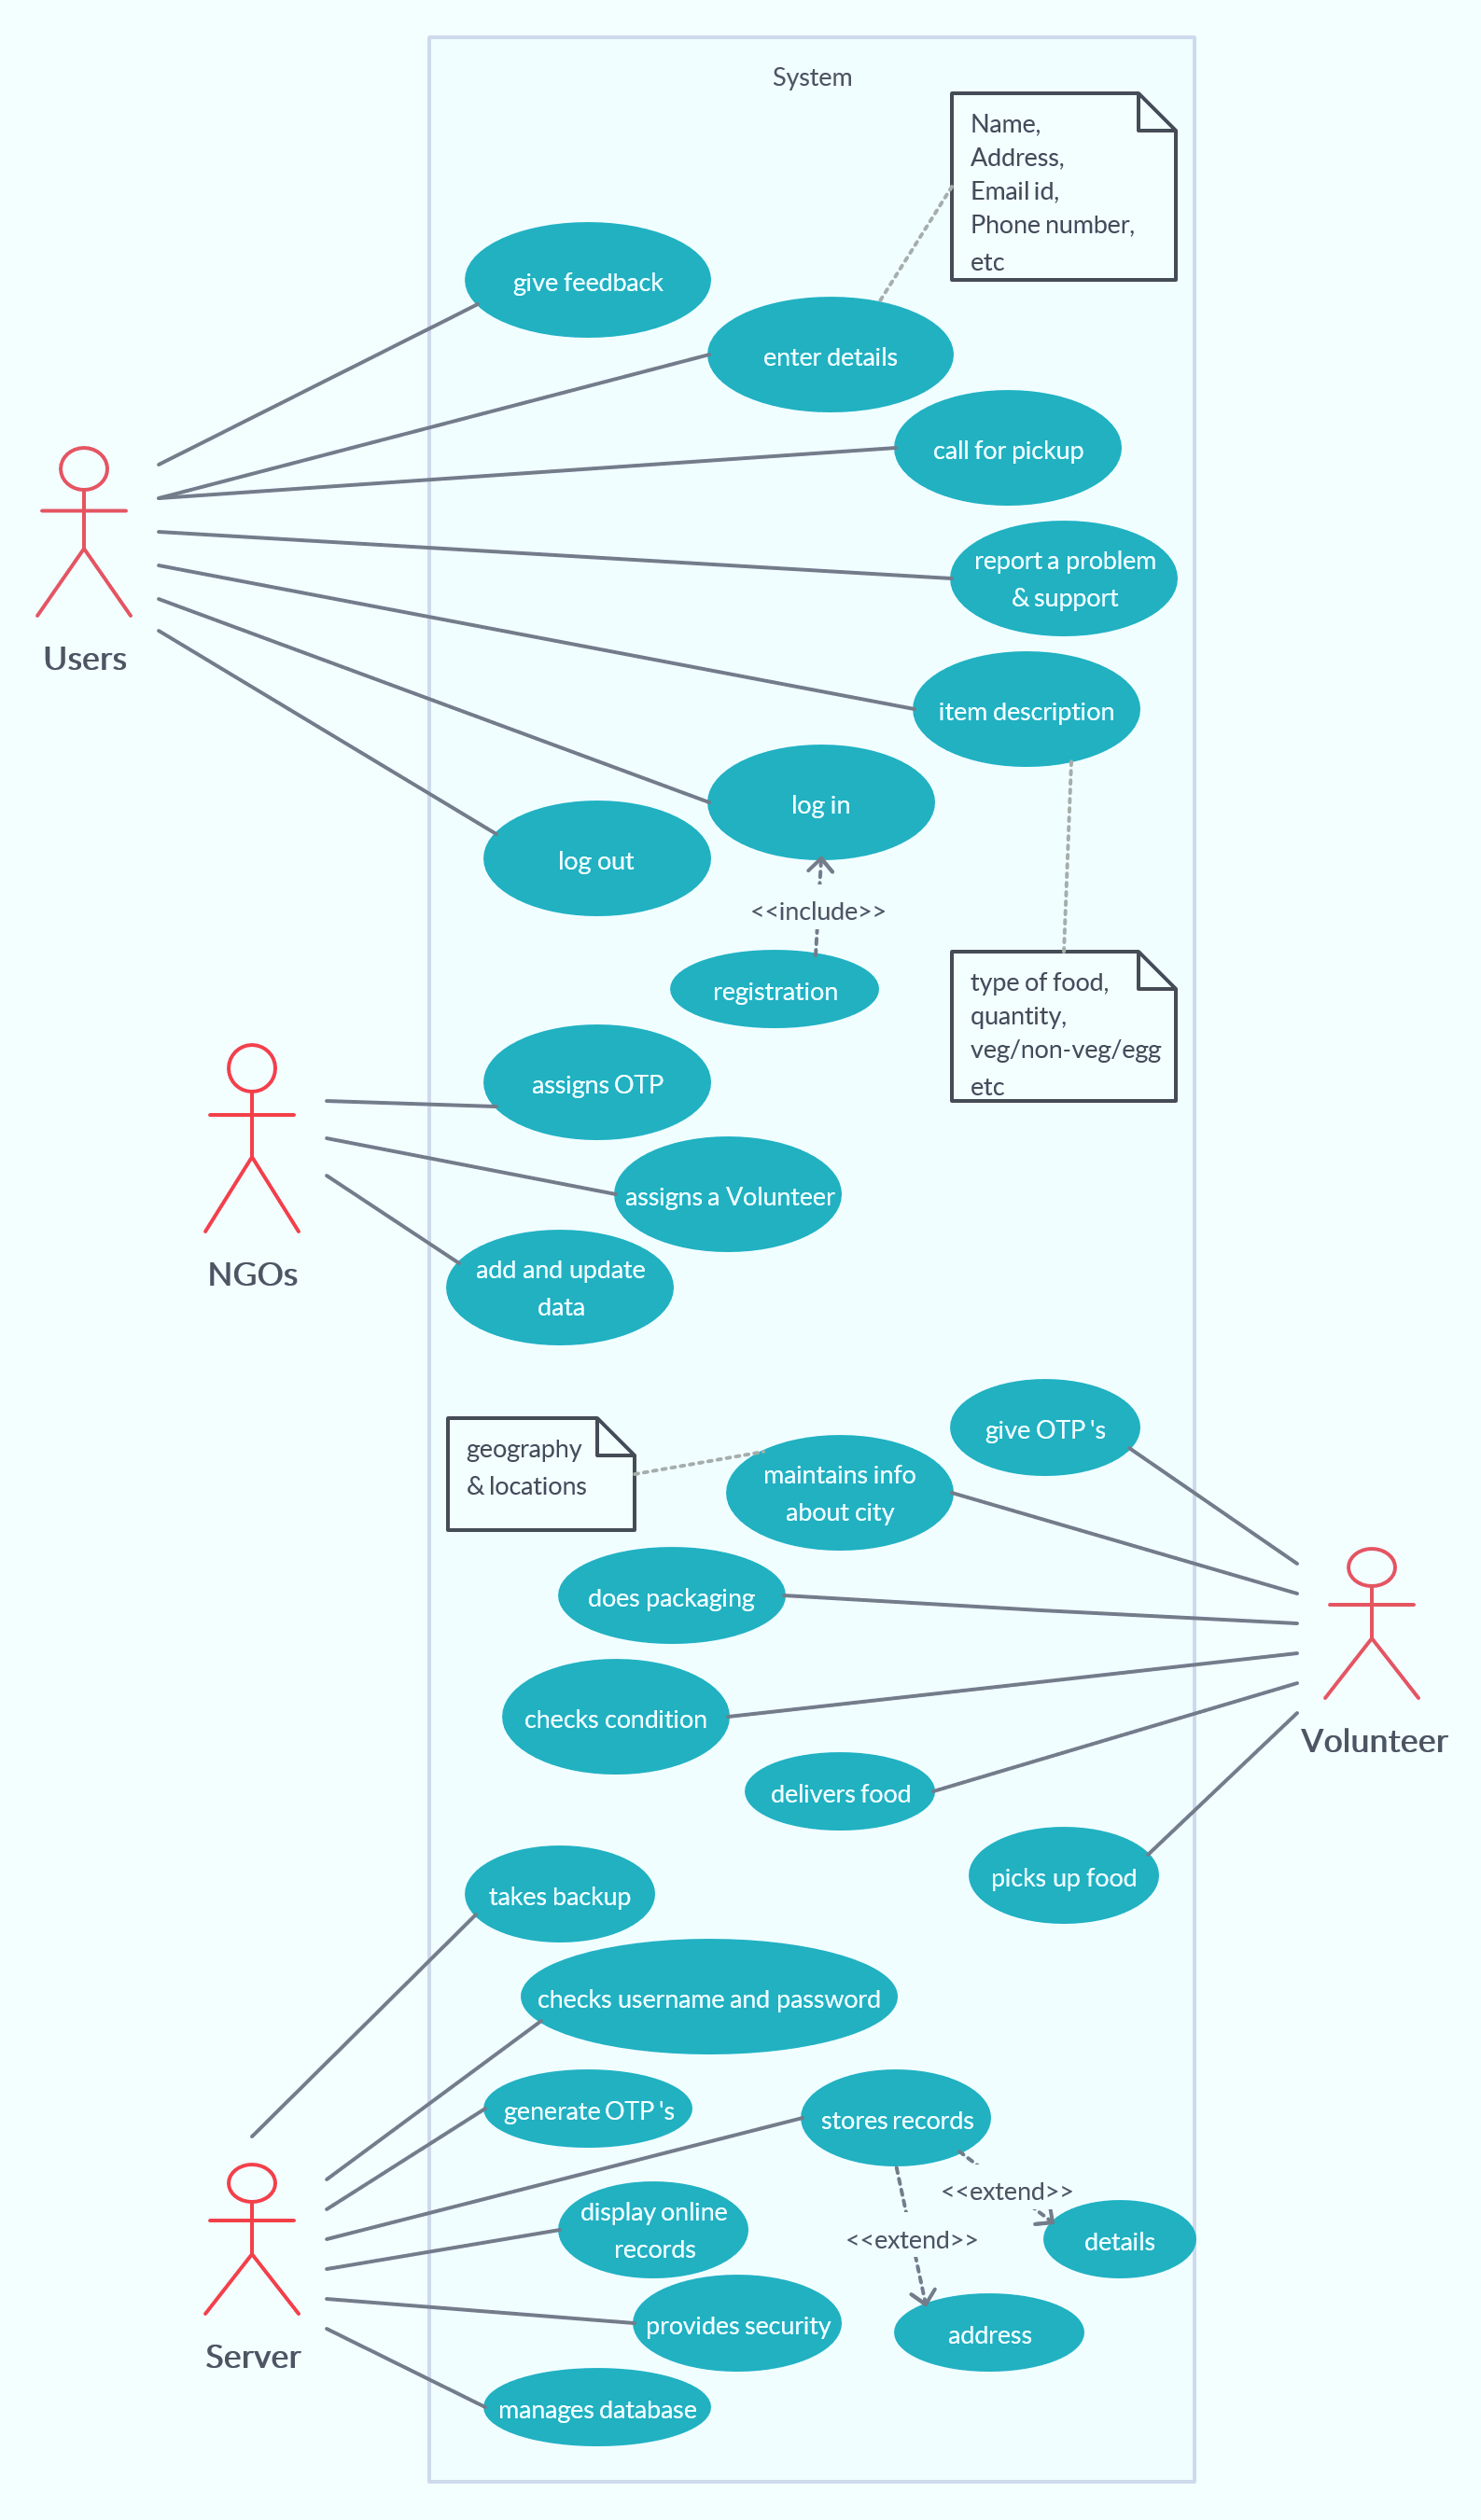 System
Name,
Address,
Email id,
Phone number,
etc
give feedback
enter details
call for pickup
report a problem
& support
Users
item description
log in
log out
<<include>>
registration
type of food,
quantity,
veg/non-veg/egg
etc
assigns OTP
assigns a Volunteer
NGOs
add and update
data
give OTP 's
geography
& locations
maintains info
about city
does packaging
checks condition
Volunteer
delivers food
picks up food
takes backup
checks username and password
generate OTP 's
stores records
<<extend>>
display online
records
<<extend>>
details
provides security
address
Server
manages database